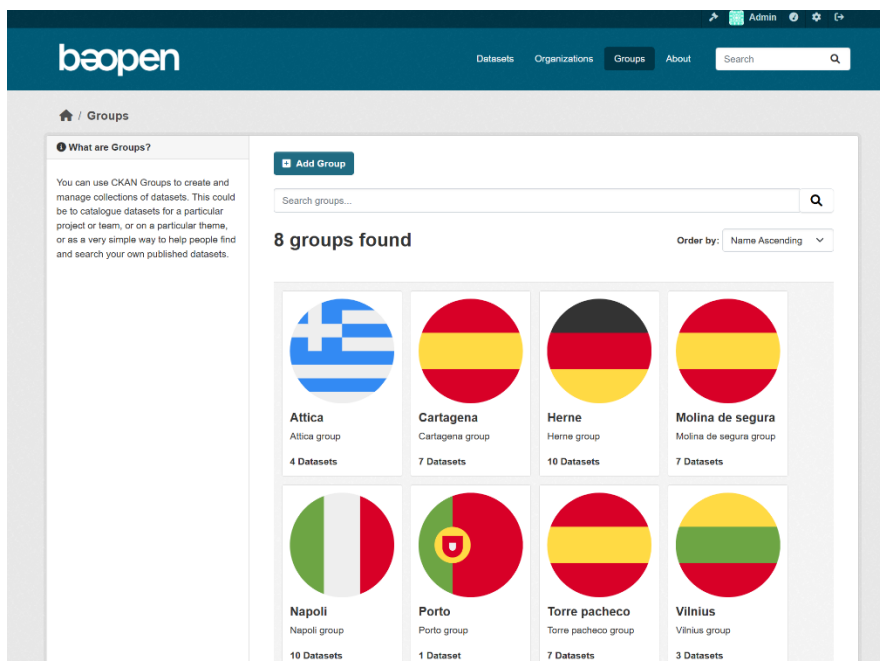 Admin
bəopen
Datasets Organizations Groups About Search
/ Groups
What are Groups?
You can use CKAN Groups to create and
manage collections of datasets. This could
be to catalogue datasets for a particular
project or team, or on a particular theme,
or as a very simple way to help people find
and search your own published datasets.
Add Group
Search groups...
8 groups found
Order by: Name Ascending
Attica Cartagena Herne Molina de segura
Attica group Cartagena group Herne group Molina de segura group
4 Datasets 7 Datasets 10 Datasets 7 Datasets
Napoli Porto Torre pacheco Vilnius
Napoli group Porto group Torre pacheco group Vilnius group
10 Datasets 1 Dataset 7 Datasets 3 Datasets